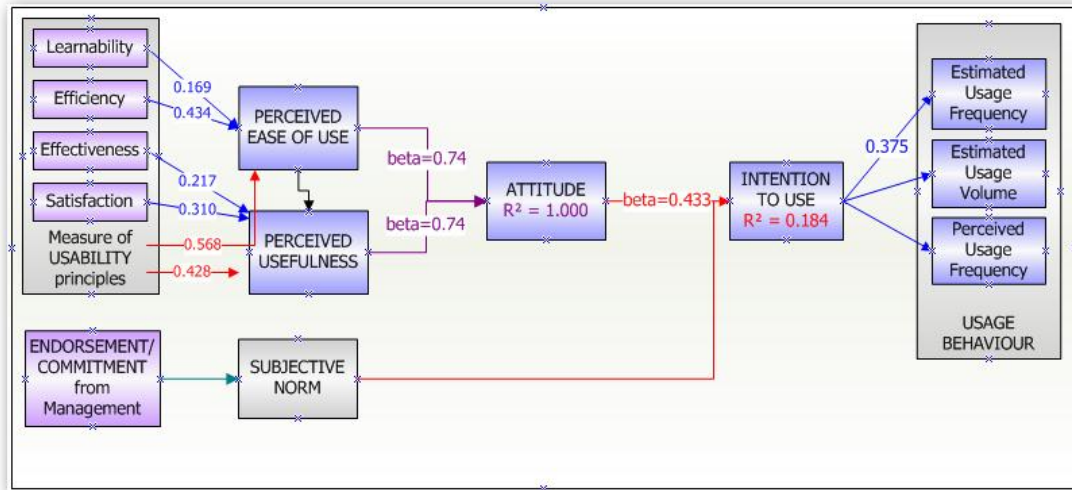 Learnability
Efficiency
Effectiveness
Satisfaction
Measure of
USABILITY
principles
ENDORSEMENT/
COMMITMENT
from
Management
0.169
0.434
0.217
0.310
0.568
0.428
PERCEIVED
EASE OF USE
PERCEIVED
USEFULNESS
SUBJECTIVE
NORM
beta=0.74
beta=0.74
ATTITUDE
R² = 1.000
beta=0.433
INTENTION
TO USE
R² = 0.184
0.375
Estimated
Usage
Frequency
Estimated
Usage
Volume
Perceived
Usage
Frequency
USAGE
BEHAVIOUR